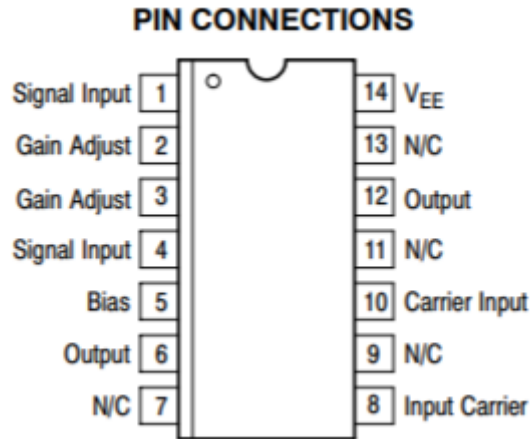 PIN CONNECTIONS
Signal Input 1 14 VEE
Gain Adjust 2 13 N/C
Gain Adjust 3 12 Output
Signal Input 4 11 N/C
Bias 5 10 Carrier Input
Output 6 9 N/C
N/C 7 8 Input Carrier